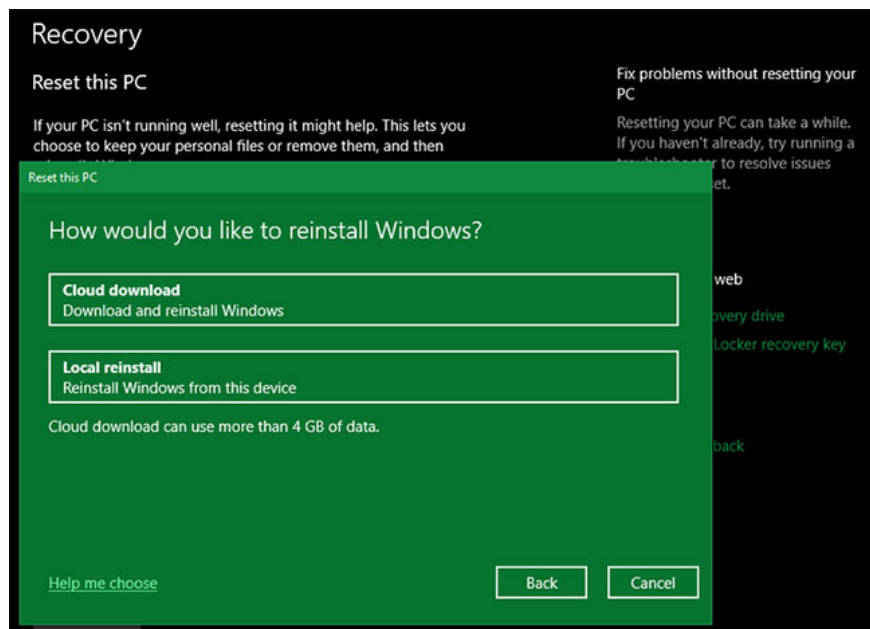 Recovery
Reset this PC
If your PC isn't running well, resetting it might help. This lets you
choose to keep your personal files or remove them, and then
Fix problems without resetting your
PC
Resetting your PC can take a while.
If you haven't already, try running a
to resolve issues
set.
Reset this PC
How would you like to reinstall Windows?
Cloud download
Download and reinstall Windows
Local reinstall
Reinstall Windows from this device
Cloud download can use more than 4 GB of data.
Help me choose
Back
Cancel
web
overy drive
Locker recovery key
back